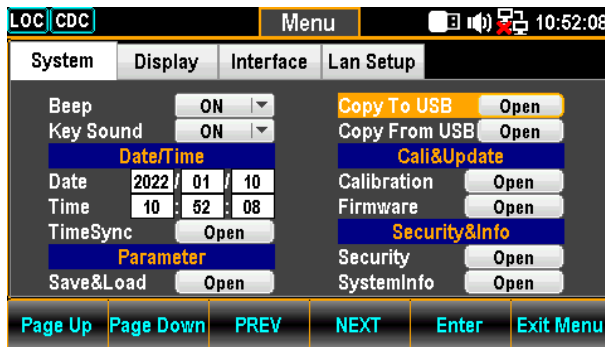 LOC CDC Menu 10:52:08
System Display Interface Lan Setup
Beep ON Copy To USB Open
Key Sound ON Copy From USB Open
Date/Time Cali&Update
Date 2022 / 01 / 10 Calibration Open
Time 10 : 52 : 08 Firmware Open
TimeSync Open Security&Info
Parameter Security Open
Save&Load Open SystemInfo Open
Page Up Page Down PREV NEXT Enter Exit Menu